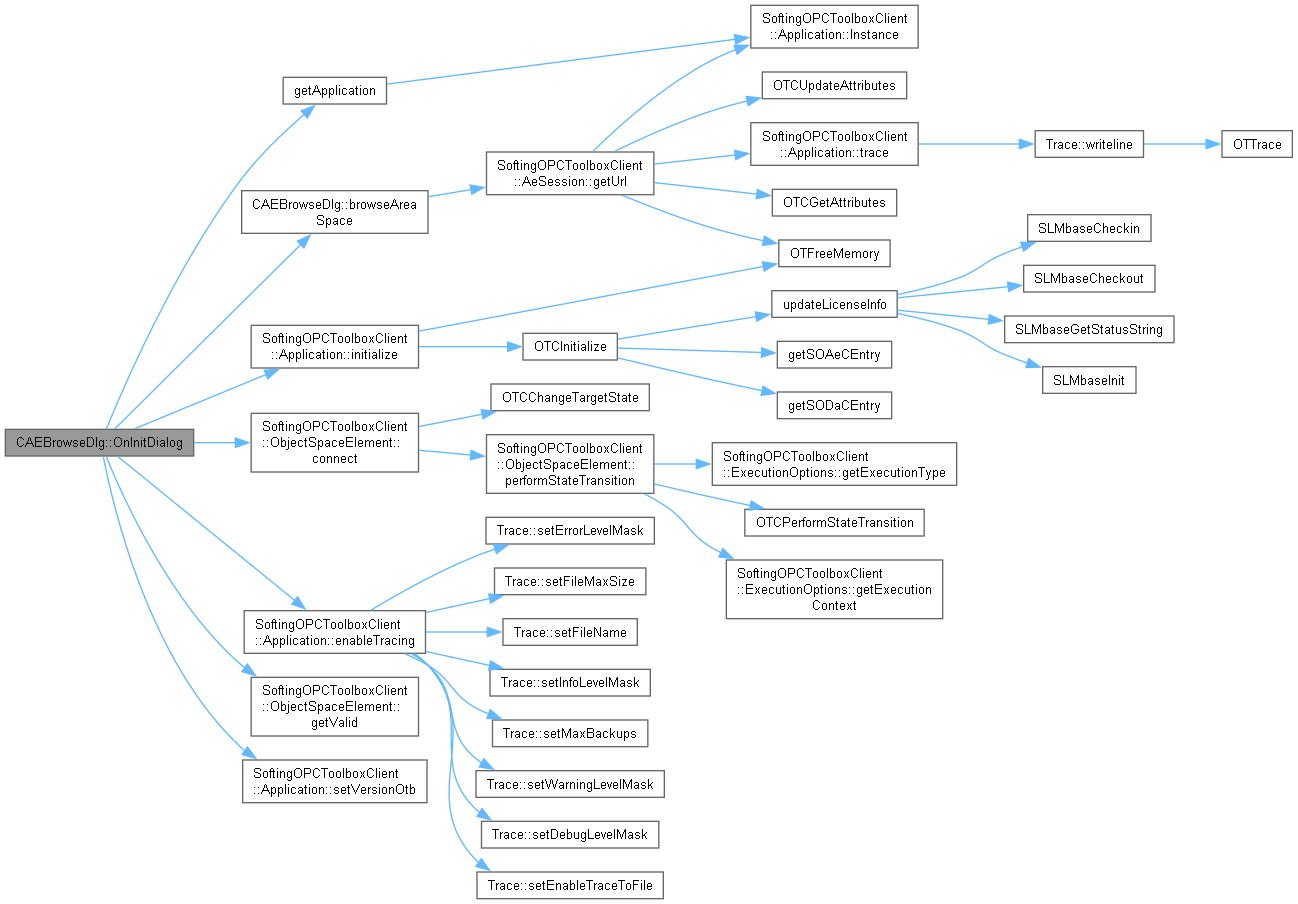 SoftingOPCToolboxClient
::Application::Instance
getApplication
OTCUpdateAttributes
SoftingOPCToolboxClient
::Application::trace
Trace::writeline
OTTrace
SoftingOPCToolboxClient
::AeSession::getUrl
CAEBrowseDlg::browseArea
Space
OTCGetAttributes
OTFreeMemory
SLMbaseCheckin
SLMbaseCheckout
updateLicenseInfo
SLMbaseGetStatusString
SoftingOPCToolboxClient
::Application::initialize
OTCInitialize
getSOAeCEntry
SLMbaseInit
getSODaCEntry
OTCChangeTargetState
CAEBrowseDlg::OnInitDialog
SoftingOPCToolboxClient
::ObjectSpaceElement::
connect
SoftingOPCToolboxClient
::ObjectSpaceElement::
performStateTransition
SoftingOPCToolboxClient
::ExecutionOptions::getExecutionType
OTCPerformStateTransition
SoftingOPCToolboxClient
::ExecutionOptions::getExecution
Context
Trace::setErrorLevelMask
Trace::setFileMaxSize
SoftingOPCToolboxClient
::Application::enableTracing
Trace::setFileName
Trace::setInfoLevelMask
SoftingOPCToolboxClient
::ObjectSpaceElement::
getValid
Trace::setMaxBackups
SoftingOPCToolboxClient
::Application::setVersionOtb
Trace::setWarningLevelMask
Trace::setDebugLevelMask
Trace::setEnableTraceToFile